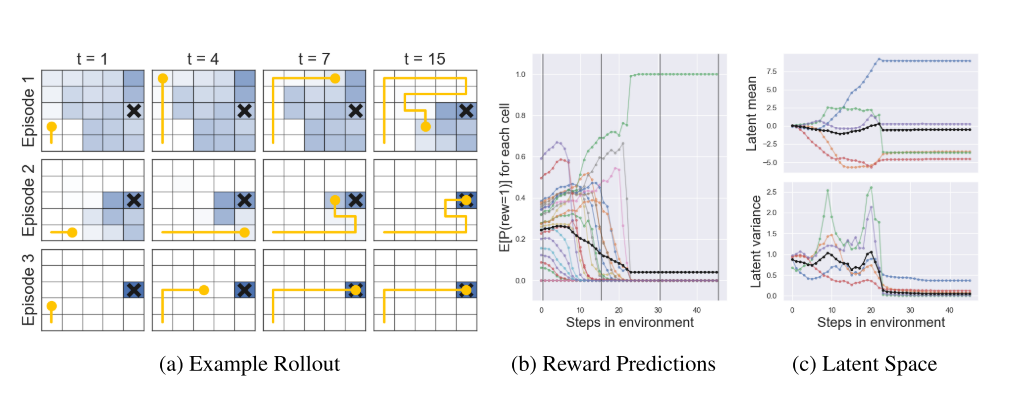 t = 1
t = 4
t = 7
t = 15
Episode 1
Episode 2
Episode 3
E[P(rew=1)] for each cell
1.0
0.8
0.6
0.4
0.2
0.0
0
10
20
30
40
Steps in environment
Latent mean
7.5
5.0
2.5
0.0
−2.5
−5.0
Latent variance
2.5
2.0
1.5
1.0
0.5
0.0
0
10
20
30
40
Steps in environment
(a) Example Rollout
(b) Reward Predictions
(c) Latent Space